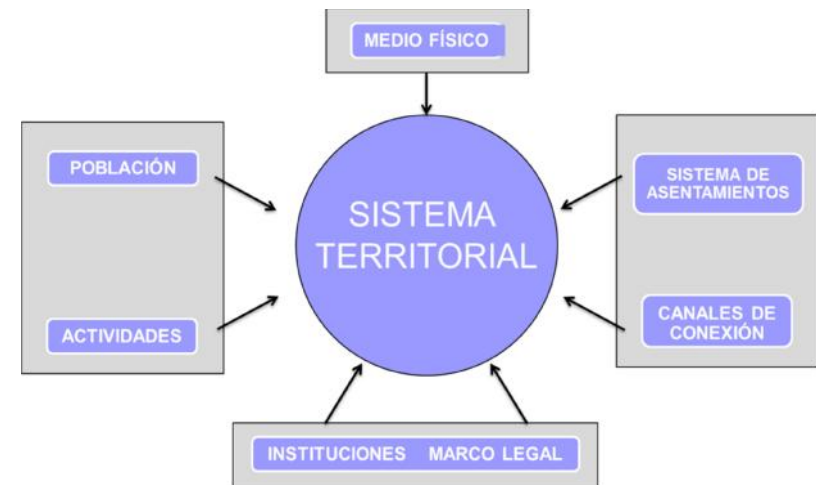 MEDIO FÍSICO
POBLACIÓN
ACTIVIDADES
SISTEMA
TERRITORIAL
SISTEMA DE
ASENTAMIENTOS
CANALES DE
CONEXIÓN
INSTITUCIONES MARCO LEGAL